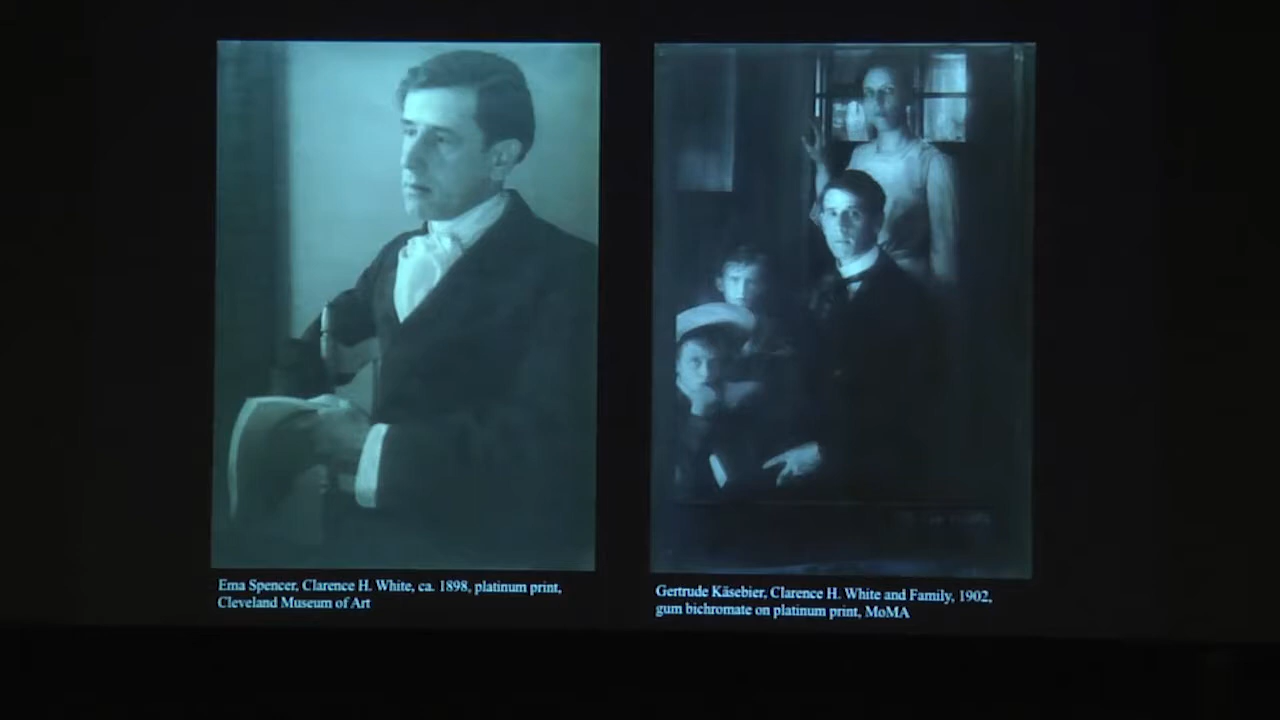 Ema Spencer, Clarence H. White, ca. 1898, platinum print,
Cleveland Museum of Art
Gertrude Käsebier, Clarence H. White and Family, 1902,
gum bichromate on platinum print, MoMA